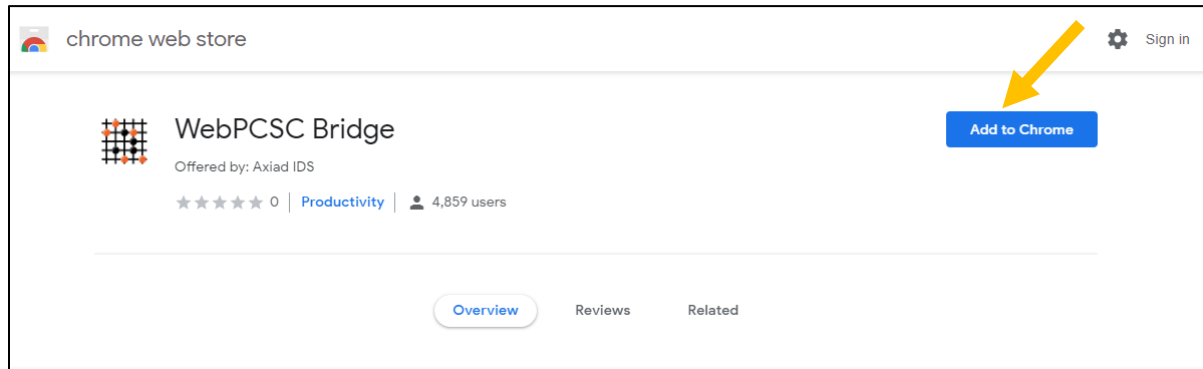 chrome web store
Sign in
WebPCSC Bridge
Add to Chrome
Offered by: Axiad IDS
0 | Productivity | 4,859 users
Overview Reviews Related